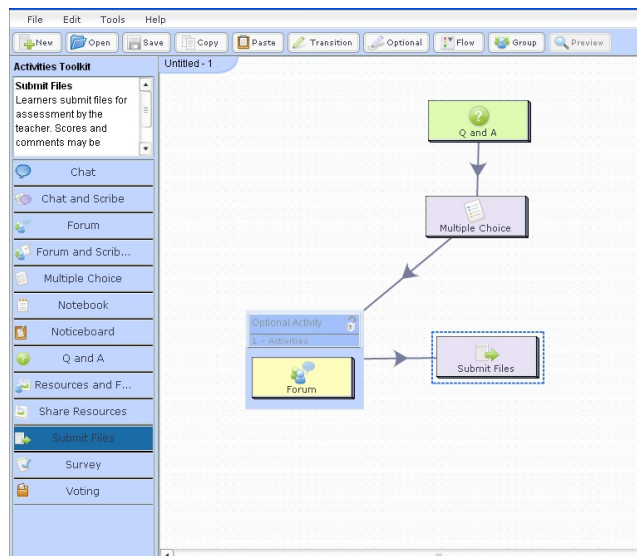 File Edit Tools Help
New Open Save Copy Paste Transition Optional Flow Group Preview
Activities Toolkit
Untitled - 1
Submit Files
Learners submit files for
assessment by the
teacher. Scores and
comments may be
Chat
Chat and Scribe
Forum
Forum and Scrib...
Multiple Choice
Notebook
Noticeboard
Q and A
Resources and F...
Share Resources
Submit Files
Survey
Voting
Q and A
Multiple Choice
Optional Activity
1 - Activities
Forum
Submit Files